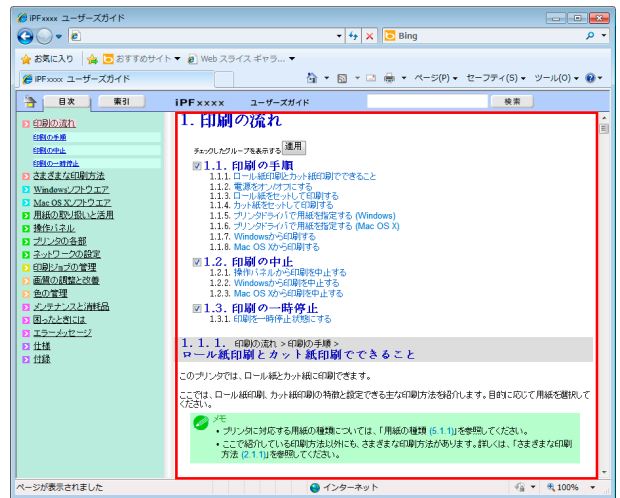 iPFxxxx ユーザーズガイド
Bing
お気に入り おすすめサイト Web スライス ギャラ...
iPFxxxx ユーザーズガイド ページ(P) セーフティ(S) ツール(O)
目次 索引 iPFxxxx ユーザーズガイド 検索
印刷の流れ
印刷の手順
印刷の中止
印刷の一時停止
さまざまな印刷方法
Windowsソフトウエア
Mac OS Xソフトウエア
用紙の取り扱いと活用
操作パネル
プリンタの各部
ネットワークの設定
印刷ジョブの管理
画質の調整と改善
色の管理
メンテナンスと消耗品
困ったときには
エラーメッセージ
仕様
付録
1. 印刷の流れ
チェックしたグループを表示する 適用
1.1. 印刷の手順
1.1.1. ロール紙印刷とカット紙印刷でできること
1.1.2. 電源をオン/オフにする
1.1.3. ロール紙をセットして印刷する
1.1.4. カット紙をセットして印刷する
1.1.5. プリンタドライバで用紙を指定する (Windows)
1.1.6. プリンタドライバで用紙を指定する (Mac OS X)
1.1.7. Windowsから印刷する
1.1.8. Mac OS Xから印刷する
1.2. 印刷の中止
1.2.1. 操作パネルから印刷を中止する
1.2.2. Windowsから印刷を中止する
1.2.3. Mac OS Xから印刷を中止する
1.3. 印刷の一時停止
1.3.1. 印刷を一時停止状態にする
1. 1. 1. 印刷の流れ > 印刷の手順 >
ロール紙印刷とカット紙印刷でできること
このプリンタでは、ロール紙とカット紙に印刷できます。
ここでは、ロール紙印刷、カット紙印刷の特徴と設定できる主な印刷方法を紹介します。目的に応じて用紙を選択して
ください。
メモ
• プリンタに対応する用紙の種類については、「用紙の種類 (5.1.1)」を参照してください。
• ここで紹介している印刷方法以外にも、さまざまな印刷方法があります。詳しくは、「さまざまな印刷
方法 (2.1.1)」を参照してください。
ページが表示されました インターネット 100%